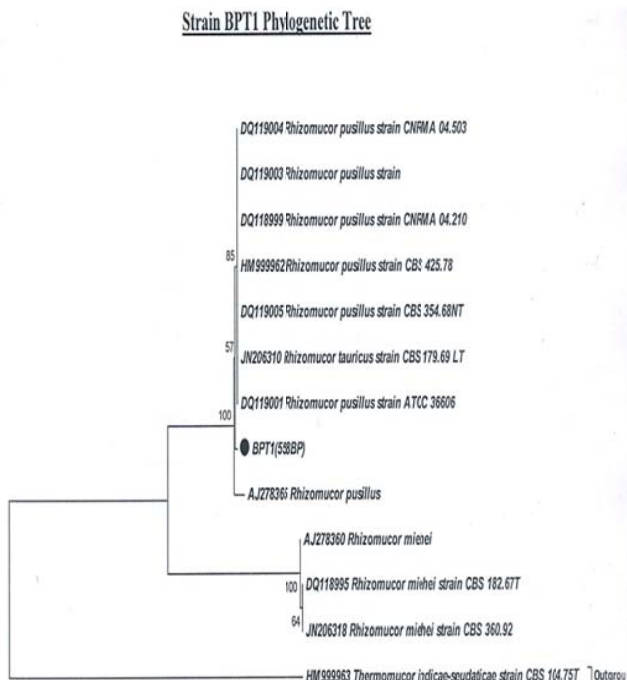 Strain BPT1 Phylogenetic Tree
DQ119004 Rhizomucor pusillus strain CNRMA 04.503
DQ119003 Rhizomucor pusillus strain
DQ118999 Rhizomucor pusillus strain CNRMA 04.210
85
HM999962 Rhizomucor pusillus strain CBS 425.78
DQ119005 Rhizomucor pusillus strain CBS 354.68NT
57
JN206310 Rhizomucor tauricus strain CBS 179.69 LT
DQ119001 Rhizomucor pusillus strain ATCC 36606
100
BPT1(558BP)
AJ278365 Rhizomucor pusillus
AJ278360 Rhizomucor miehei
100
DQ118995 Rhizomucor miehei strain CBS 182.67T
64
JN206318 Rhizomucor miehei strain CBS 360.92
HM999963 Thermomucor indicae-seudaticae strain CBS 104.75T ] Outgrou